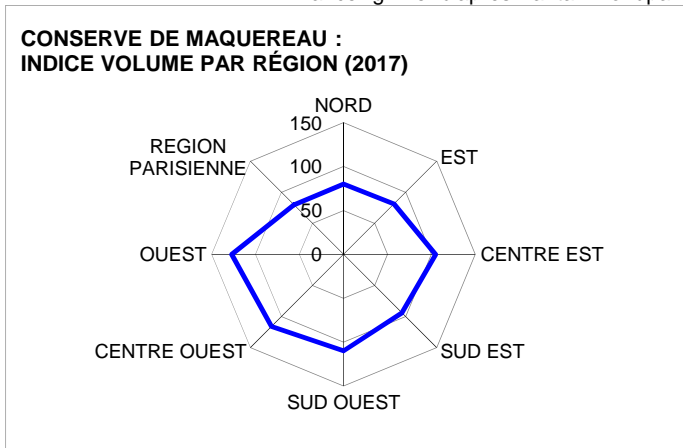 CONSERVE DE MAQUEREAU :
INDICE VOLUME PAR RÉGION (2017)
NORD
150
REGION
PARISIENNE
EST
100
50
OUEST
0
CENTRE EST
CENTRE OUEST
SUD EST
SUD OUEST